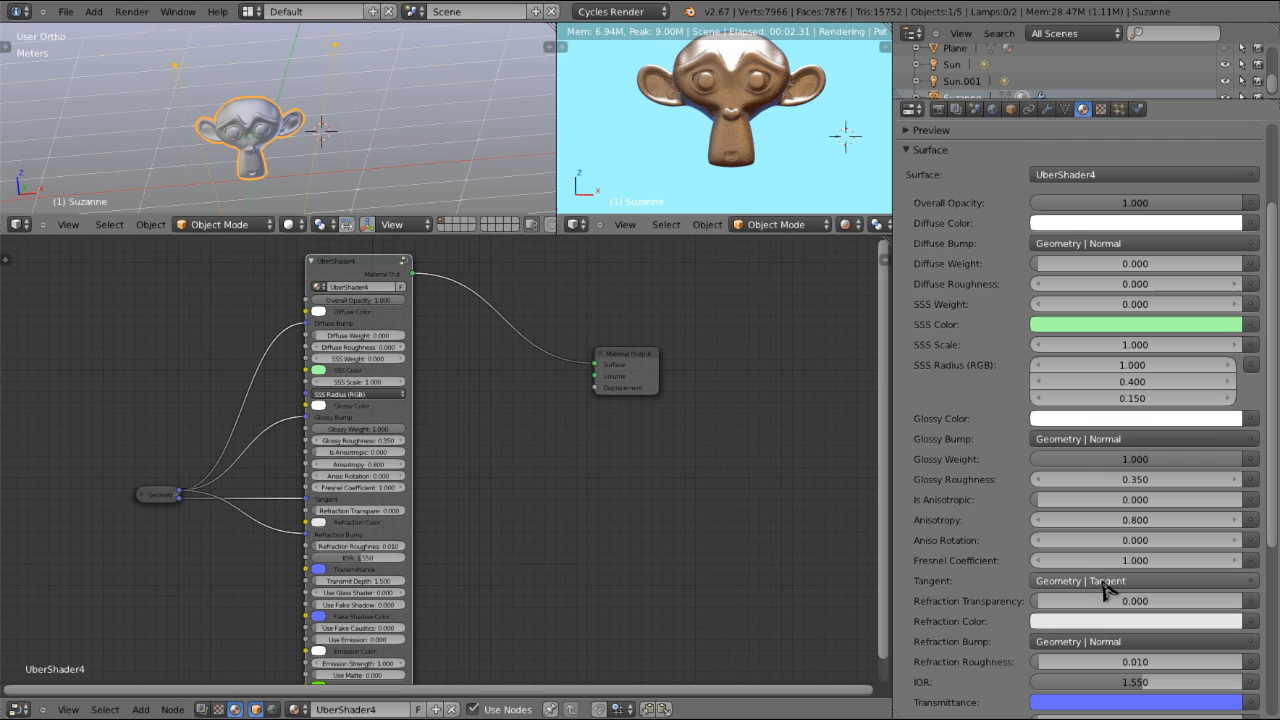 File Add Render Window Help Default Scene Cycles Render v2.67 | Verts:7966 | Faces:7876 | Tris:15752 | Objects:1/5 | Lamps:0/2 | Mem:28.47M (1.11M) | Suzanne
User Ortho
Meters
(1) Suzanne
View Select Object Object Mode View
Mem: 6.94M, Peak: 9.00M | Scene | Elapsed: 00:02.31 | Rendering | Pat
(1) Suzanne
View Select Object Object Mode
View Search All Scenes
Plane
Sun
Sun.001
Suzanne
Preview
Surface
Surface: UberShader4
Overall Opacity: 1.000
Diffuse Color:
Diffuse Bump: Geometry | Normal
Diffuse Weight: 0.000
Diffuse Roughness: 0.000
SSS Weight: 0.000
SSS Color:
SSS Scale: 1.000
SSS Radius (RGB): 1.000
0.400
0.150
Glossy Color:
Glossy Bump: Geometry | Normal
Glossy Weight: 1.000
Glossy Roughness: 0.350
Is Anisotropic: 0.000
Anisotropy: 0.800
Aniso Rotation: 0.000
Fresnel Coefficient: 1.000
Tangent: Geometry | Tangent
Refraction Transparency: 0.000
Refraction Color:
Refraction Bump: Geometry | Normal
Refraction Roughness: 0.010
IOR: 1.550
Transmittance:
UberShader4
Material Out
UberShader4 F
Overall Opacity: 1.000
Diffuse Color
Diffuse Bump
Diffuse Weight: 0.000
Diffuse Roughness: 0.000
SSS Weight: 0.000
SSS Color
SSS Scale: 1.000
SSS Radius (RGB)
Glossy Color
Glossy Bump
Glossy Weight: 1.000
Glossy Roughness: 0.350
Is Anisotropic: 0.000
Anisotropy: 0.800
Aniso Rotation: 0.000
Fresnel Coefficient: 1.000
Tangent
Refraction Transpare: 0.000
Refraction Color
Refraction Bump
Refraction Roughnes: 0.010
IOR: 1.550
Transmittance
Transmit Depth: 1.500
Use Glass Shader: 0.000
Use Fake Shadow: 0.000
Fake Shadow Color
Use Fake Caustics: 0.000
Use Emission: 0.000
Emission Color
Emission Strength: 1.000
Use Matte: 0.000
Geometr
Material Output
Surface
Volume
Displacement
UberShader4
View Select Add Node UberShader4 F Use Nodes